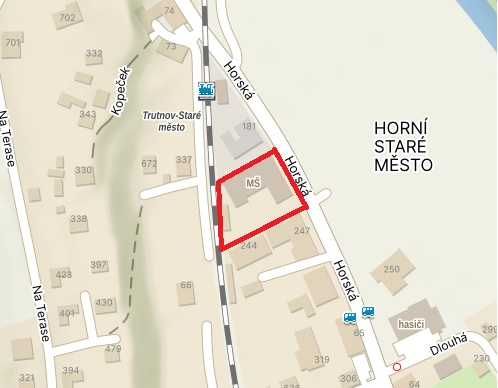 74
701
73
702
332
Kopeček
Horská
343
Trutnov-Staré
město
181
HORNÍ
STARÉ
MĚSTO
Na Terase
672
337
Horská
MŠ
330
338
244
247
397
423
250
Horská
66
Na Terase
430
401
65
hasiči
Dlouhá
290
479
319
321
394
306
64